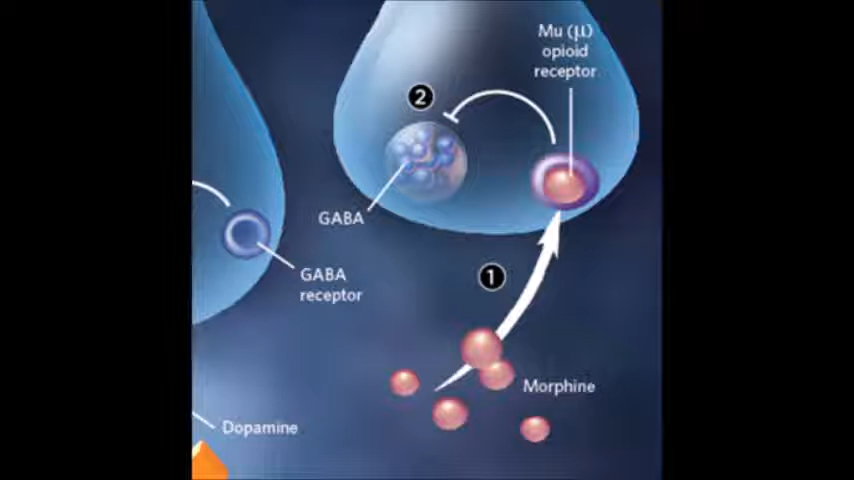 Mu (μ)
opioid
receptor
2
GABA
GABA
receptor
1
Morphine
Dopamine